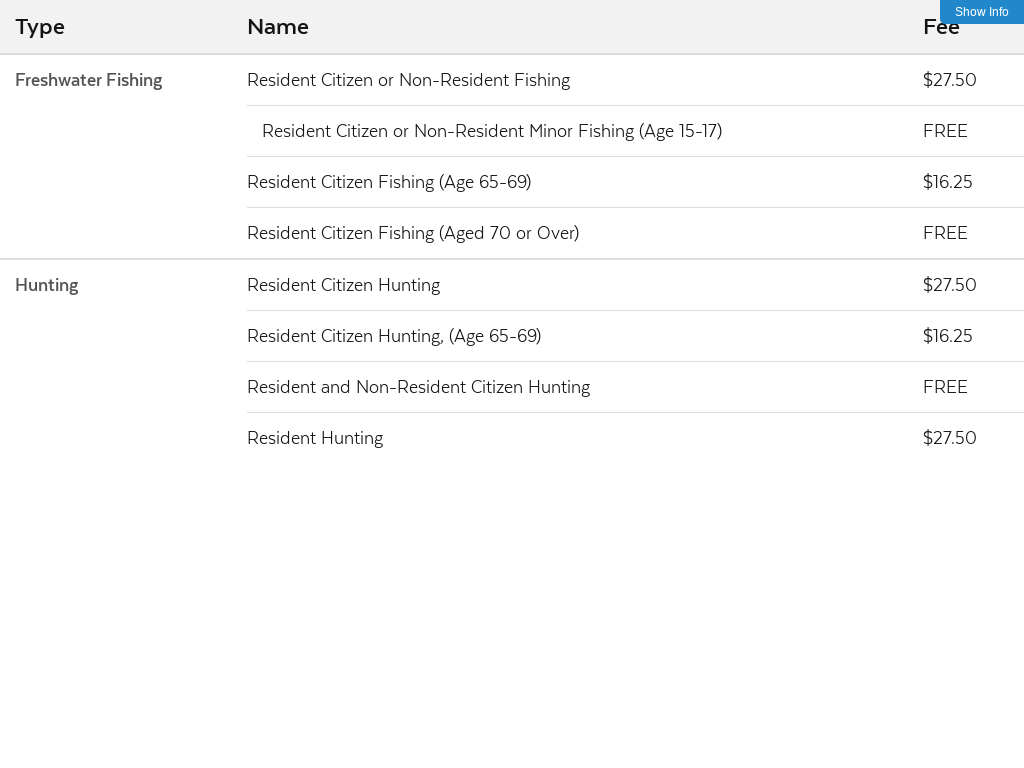 Type Name Fee
Show Info
Freshwater Fishing Resident Citizen or Non-Resident Fishing $27.50
Resident Citizen or Non-Resident Minor Fishing (Age 15-17) FREE
Resident Citizen Fishing (Age 65-69) $16.25
Resident Citizen Fishing (Aged 70 or Over) FREE
Hunting Resident Citizen Hunting $27.50
Resident Citizen Hunting, (Age 65-69) $16.25
Resident and Non-Resident Citizen Hunting FREE
Resident Hunting $27.50